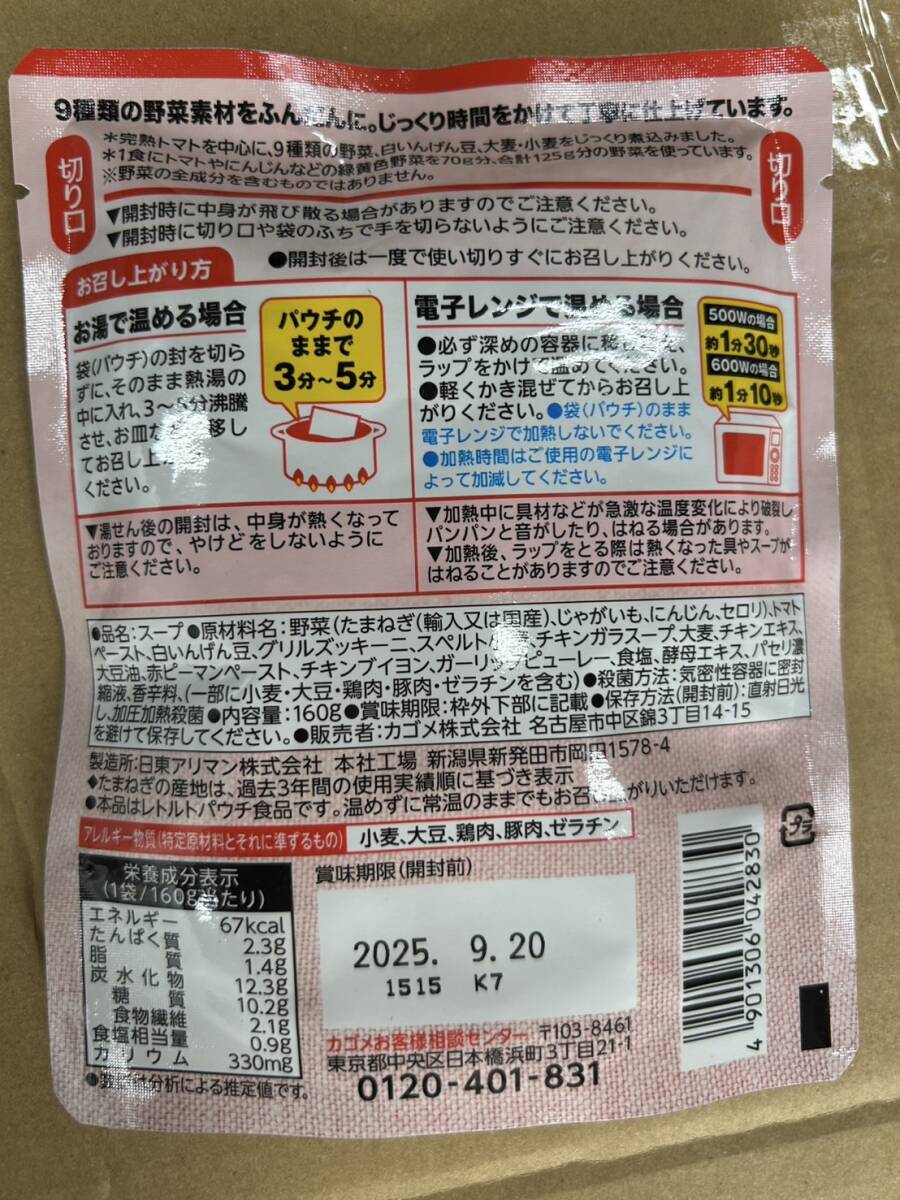 9種類の野菜素材をふんだんに。じっくり時間をかけて丁寧に仕上げています。
＊完熟トマトを中心に、9種類の野菜、白いんげん豆、大麦・小麦をじっくり煮込みました。
＊1食にトマトやにんじんなどの緑黄色野菜を70g分、合計125g分の野菜を使っています。
※野菜の全成分を含むものではありません。
切り口
切り口
▼開封時に中身が飛び散る場合がありますのでご注意ください。
▼開封時に切り口や袋のふちで手を切らないようにご注意ください。
●開封後は一度で使い切りすぐにお召し上がりください。
お召し上がり方
お湯で温める場合
袋(パウチ)の封を切ら
ずに、そのまま熱湯の
中に入れ、3〜5分沸騰
させ、お皿な 移し
てお召し上
ください。
パウチの
ままで
3分〜5分
▼湯せん後の開封は、中身が熱くなって
おりますので、やけどをしないように
ご注意ください。
電子レンジで温める場合
●必ず深めの容器に移し え、
ラップをかけて温めてください。
●軽くかき混ぜてからお召し上
がりください。●袋(パウチ)のまま
電子レンジで加熱しないでください。
●加熱時間はご使用の電子レンジに
よって加減してください。
500Wの場合
約1分30秒
600Wの場合
約1分10秒
▼加熱中に具材などが急激な温度変化により破裂し
パンパンと音がしたり、はねる場合があります。
▼加熱後、ラップをとる際は熱くなった具やスープが
はねることがありますのでご注意ください。
●品名:スープ●原材料名:野菜(たまねぎ(輸入又は国産)、じゃがいも、にんじん、セロリ)、トマト
ペースト、白いんげん豆、グリルズッキーニ、スペルト小麦、チキンガラスープ、大麦、チキンエキス、
大豆油、赤ピーマンペースト、チキンブイヨン、ガーリックピューレー、食塩、酵母エキス、パセリ濃
縮液、香辛料、(一部に小麦・大豆・鶏肉・豚肉・ゼラチンを含む)●殺菌方法:気密性容器に密封
し、加圧加熱殺菌●内容量:160g●賞味期限:枠外下部に記載●保存方法(開封前):直射日光
を避けて保存してください。●販売者:カゴメ株式会社 名古屋市中区錦3丁目14-15
製造所:日東アリマン株式会社 本社工場 新潟県新発田市岡田1578-4
◆たまねぎの産地は、過去3年間の使用実績順に基づき表示
●本品はレトルトパウチ食品です。温めずに常温のままでもお召し上がりいただけます。
アレルギー物質(特定原材料とそれに準ずるもの) 小麦、大豆、鶏肉、豚肉、ゼラチン
栄養成分表示
(1袋/160g当たり)
エネルギー 67kcal
たんぱく質 2.3g
脂質 1.4g
炭水化物 12.3g
糖質 10.2g
食物繊維 2.1g
食塩相当量 0.9g
カリウム 330mg
●数値は分析による推定値です。
賞味期限(開封前)
2025. 9.20
1515 K7
カゴメお客様相談センター 〒103-8461
東京都中央区日本橋浜町3丁目21-1
0120-401-831
プラ
4 901306 042830